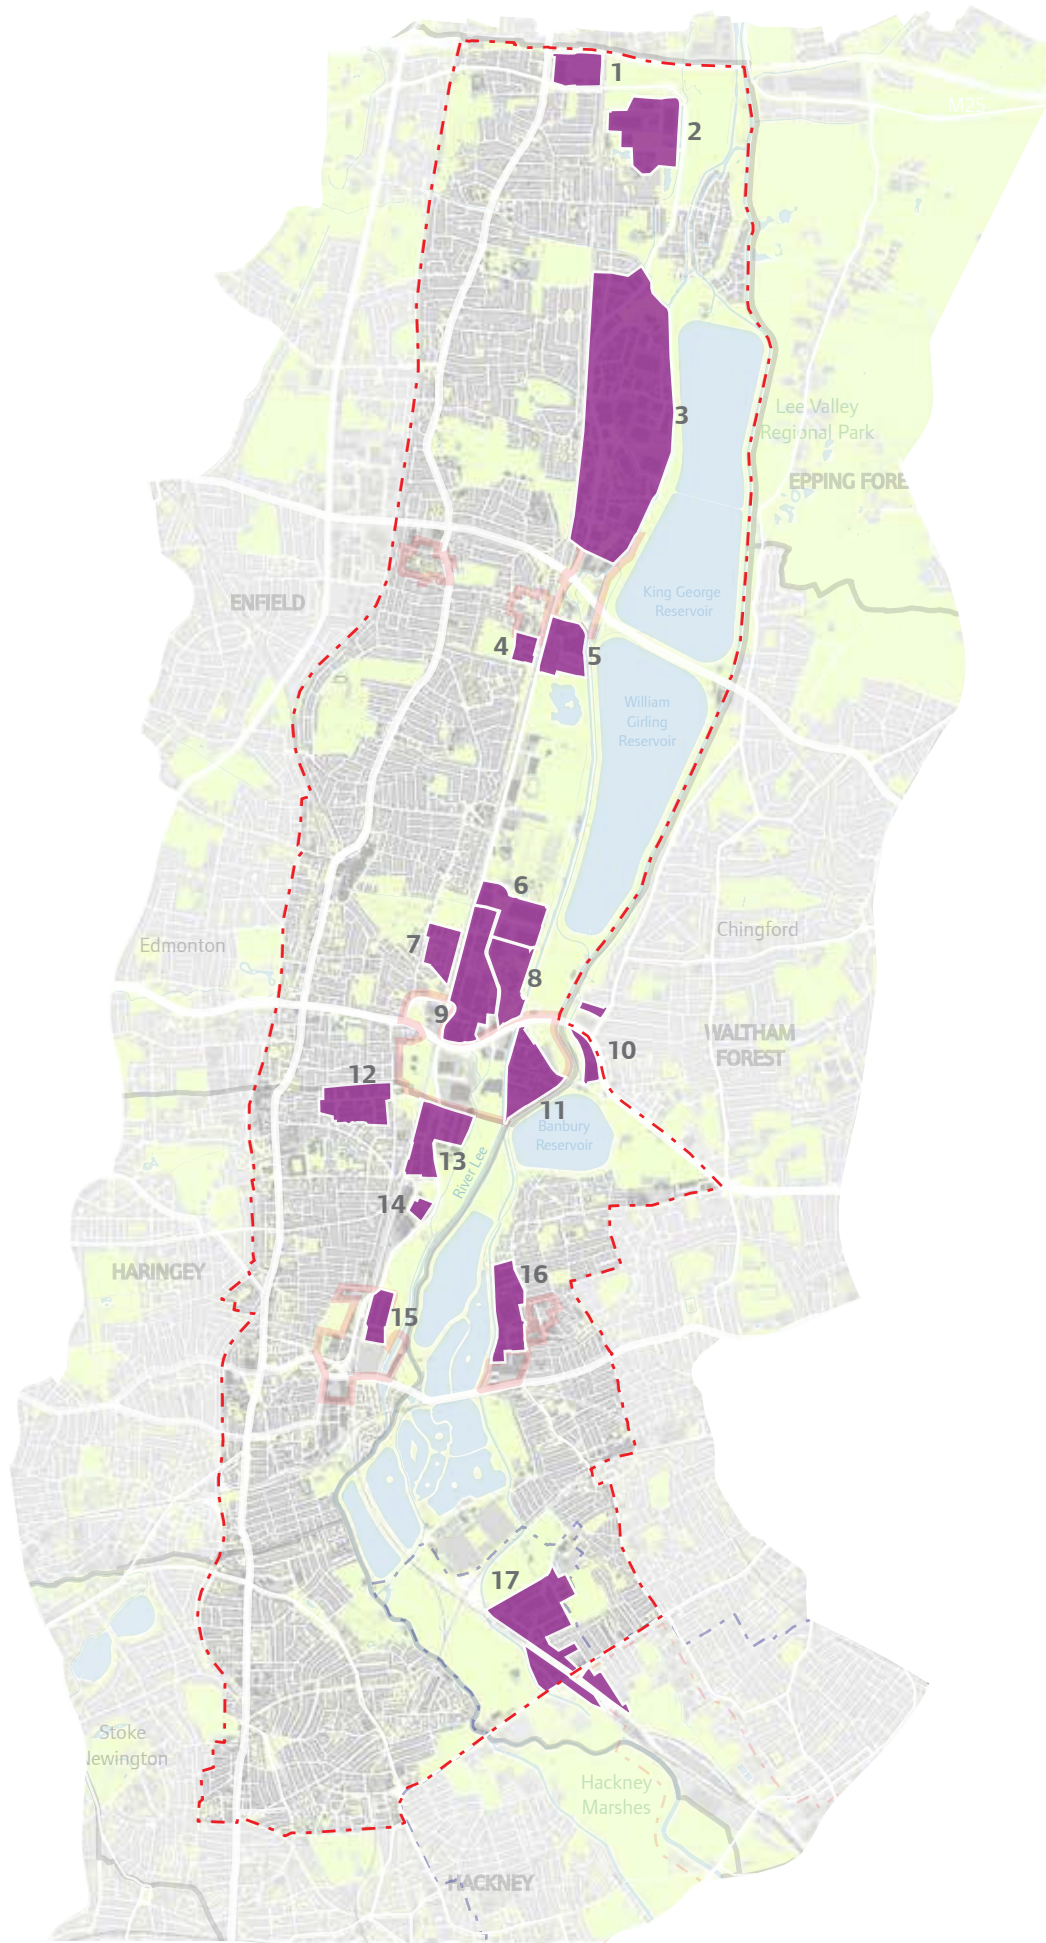 1
M25
2
3
Lee Valley
Regional Park
EPPING FORE
King George
Reservoir
ENFIELD
4
5
William
Girling
Reservoir
6
Edmonton
7
Chingford
8
9
WALTHAM
FOREST
10
12
11
Banbury
Reservoir
13
River Lee
14
HARINGEY
16
15
17
Stoke
Newington
Hackney
Marshes
HACKNEY